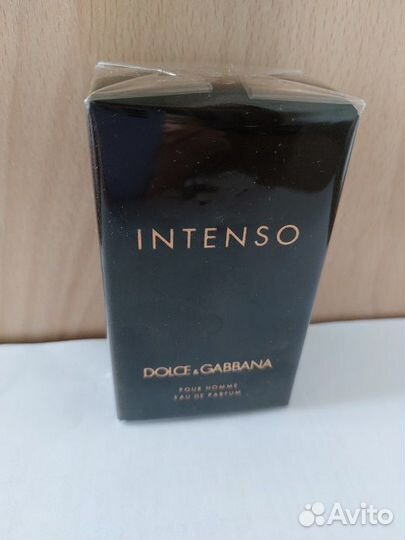 INTENSO
DOLCE & GABBANA
POUR HOMME
EAU DE PARFUM
Avito